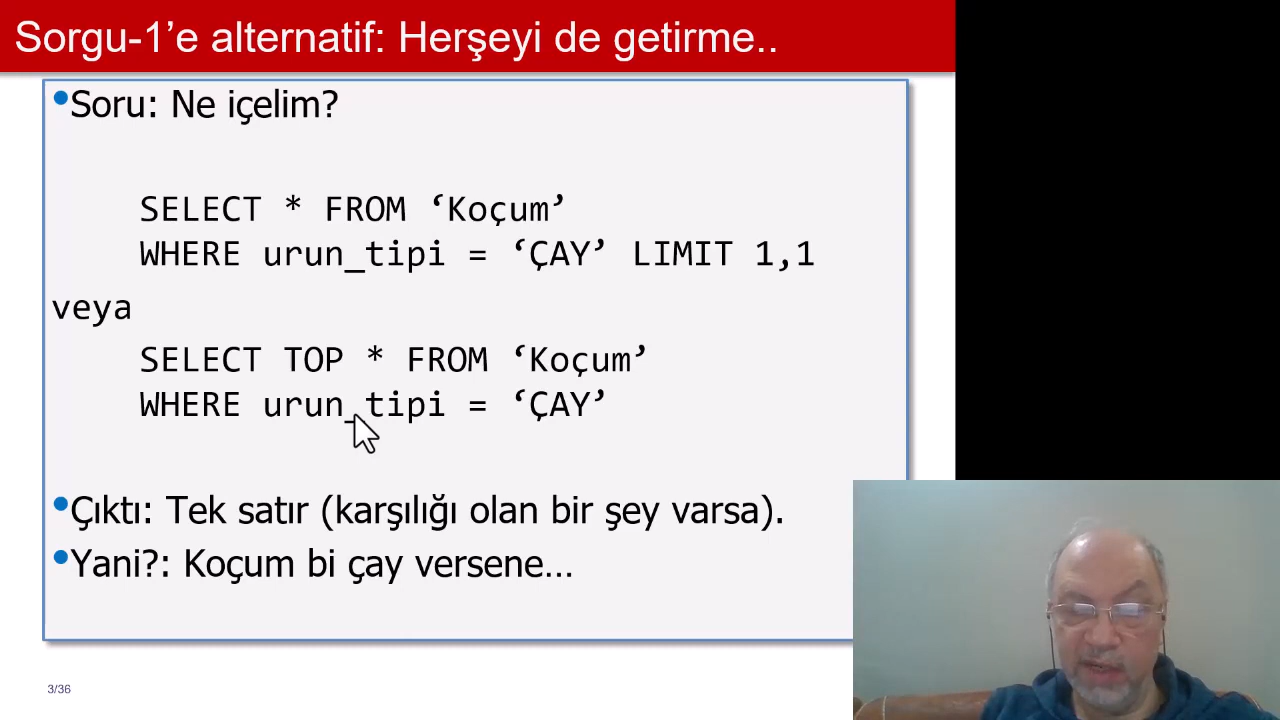 Sorgu-1’e alternatif: Herşeyi de getirme..
•Soru: Ne içelim?
SELECT * FROM ‘Koçum’
WHERE urun_tipi = ‘ÇAY’ LIMIT 1,1
veya
SELECT TOP * FROM ‘Koçum’
WHERE urun_tipi = ‘ÇAY’
•Çıktı: Tek satır (karşılığı olan bir şey varsa).
•Yani?: Koçum bi çay versene…
3/36